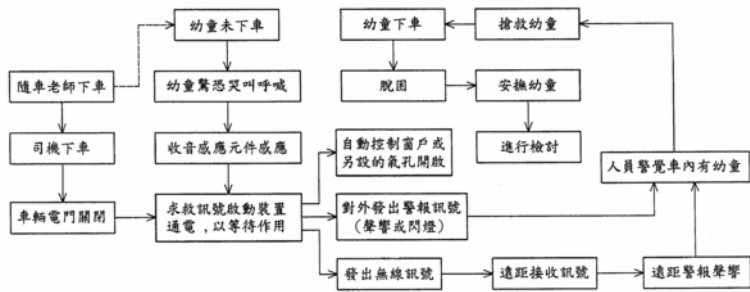 幼童未下車
幼童下車
搶救幼童
隨車老師下車
幼童驚恐哭叫呼喊
脫困
安撫幼童
司機下車
收音感應元件感應
自動控制窗戶或
另設的氣孔開啟
進行檢討
人員警覺車內有幼童
車輛電門關閉
求救訊號啟動裝置
通電，以等待作用
對外發出警報訊號
(聲響或閃燈)
發出無線訊號
遠距接收訊號
遠距警報聲響